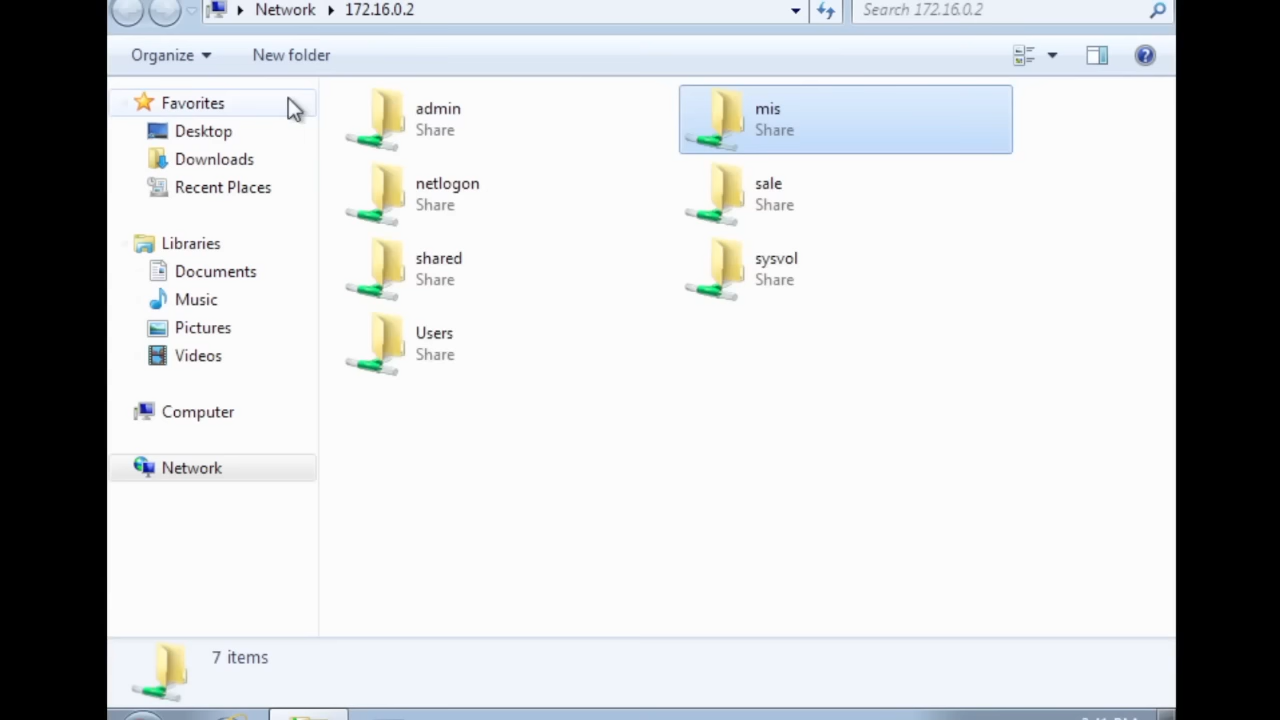 Network 172.16.0.2
Search 172.16.0.2
Organize
New folder
Favorites
Desktop
Downloads
Recent Places
Libraries
Documents
Music
Pictures
Videos
Computer
Network
admin
Share
mis
Share
netlogon
Share
sale
Share
shared
Share
sysvol
Share
Users
Share
7 items